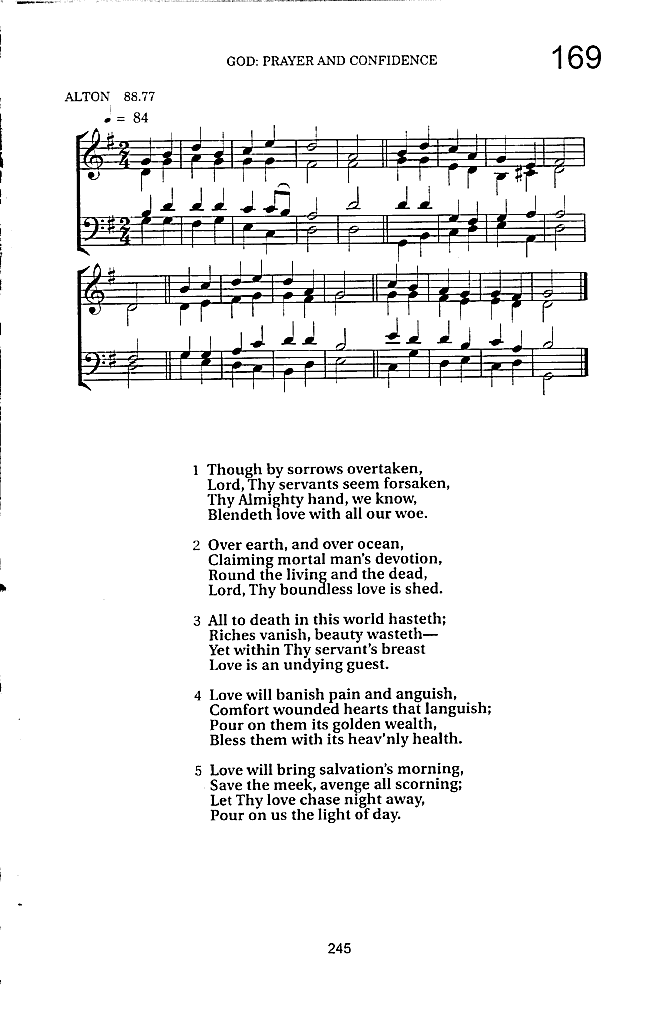 GOD: PRAYER AND CONFIDENCE
169
ALTON 88.77
♩ = 84
1 Though by sorrows overtaken,
Lord, Thy servants seem forsaken,
Thy Almighty hand, we know,
Blendeth love with all our woe.
2 Over earth, and over ocean,
Claiming mortal man's devotion,
Round the living and the dead,
Lord, Thy boundless love is shed.
3 All to death in this world hasteth;
Riches vanish, beauty wasteth—
Yet within Thy servant's breast
Love is an undying guest.
4 Love will banish pain and anguish,
Comfort wounded hearts that languish;
Pour on them its golden wealth,
Bless them with its heav'nly health.
5 Love will bring salvation's morning,
Save the meek, avenge all scorning;
Let Thy love chase night away,
Pour on us the light of day.
245